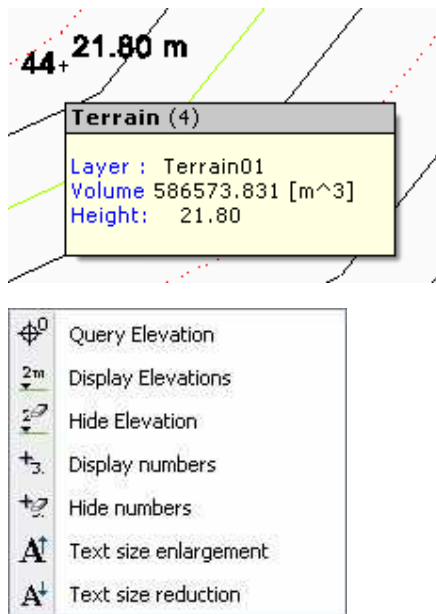 21.80 m
44+
Terrain (4)
Layer : Terrain01
Volume 586573.831 [m^3]
Height: 21.80
Query Elevation
2m Display Elevations
Hide Elevation
+3. Display numbers
Hide numbers
A Text size enlargement
A Text size reduction